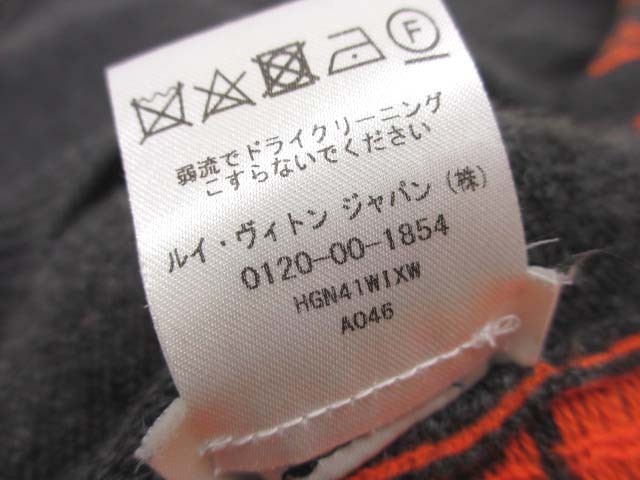 F
弱流でドライクリーニング
こすらないでください
ルイ・ヴィトン ジャパン (株)
0120-00-1854
HGN41WIXW
A046